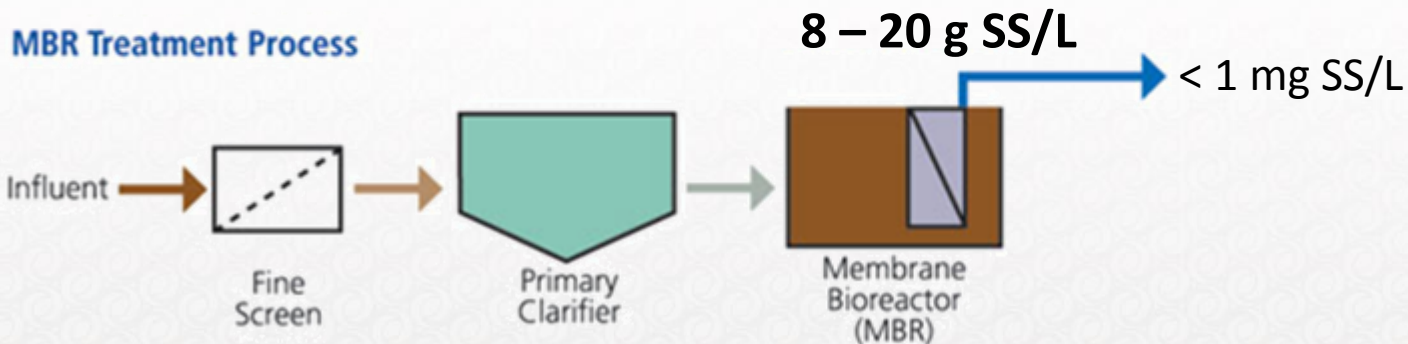 MBR Treatment Process
8 – 20 g SS/L
< 1 mg SS/L
Influent
Fine
Screen
Primary
Clarifier
Membrane
Bioreactor
(MBR)